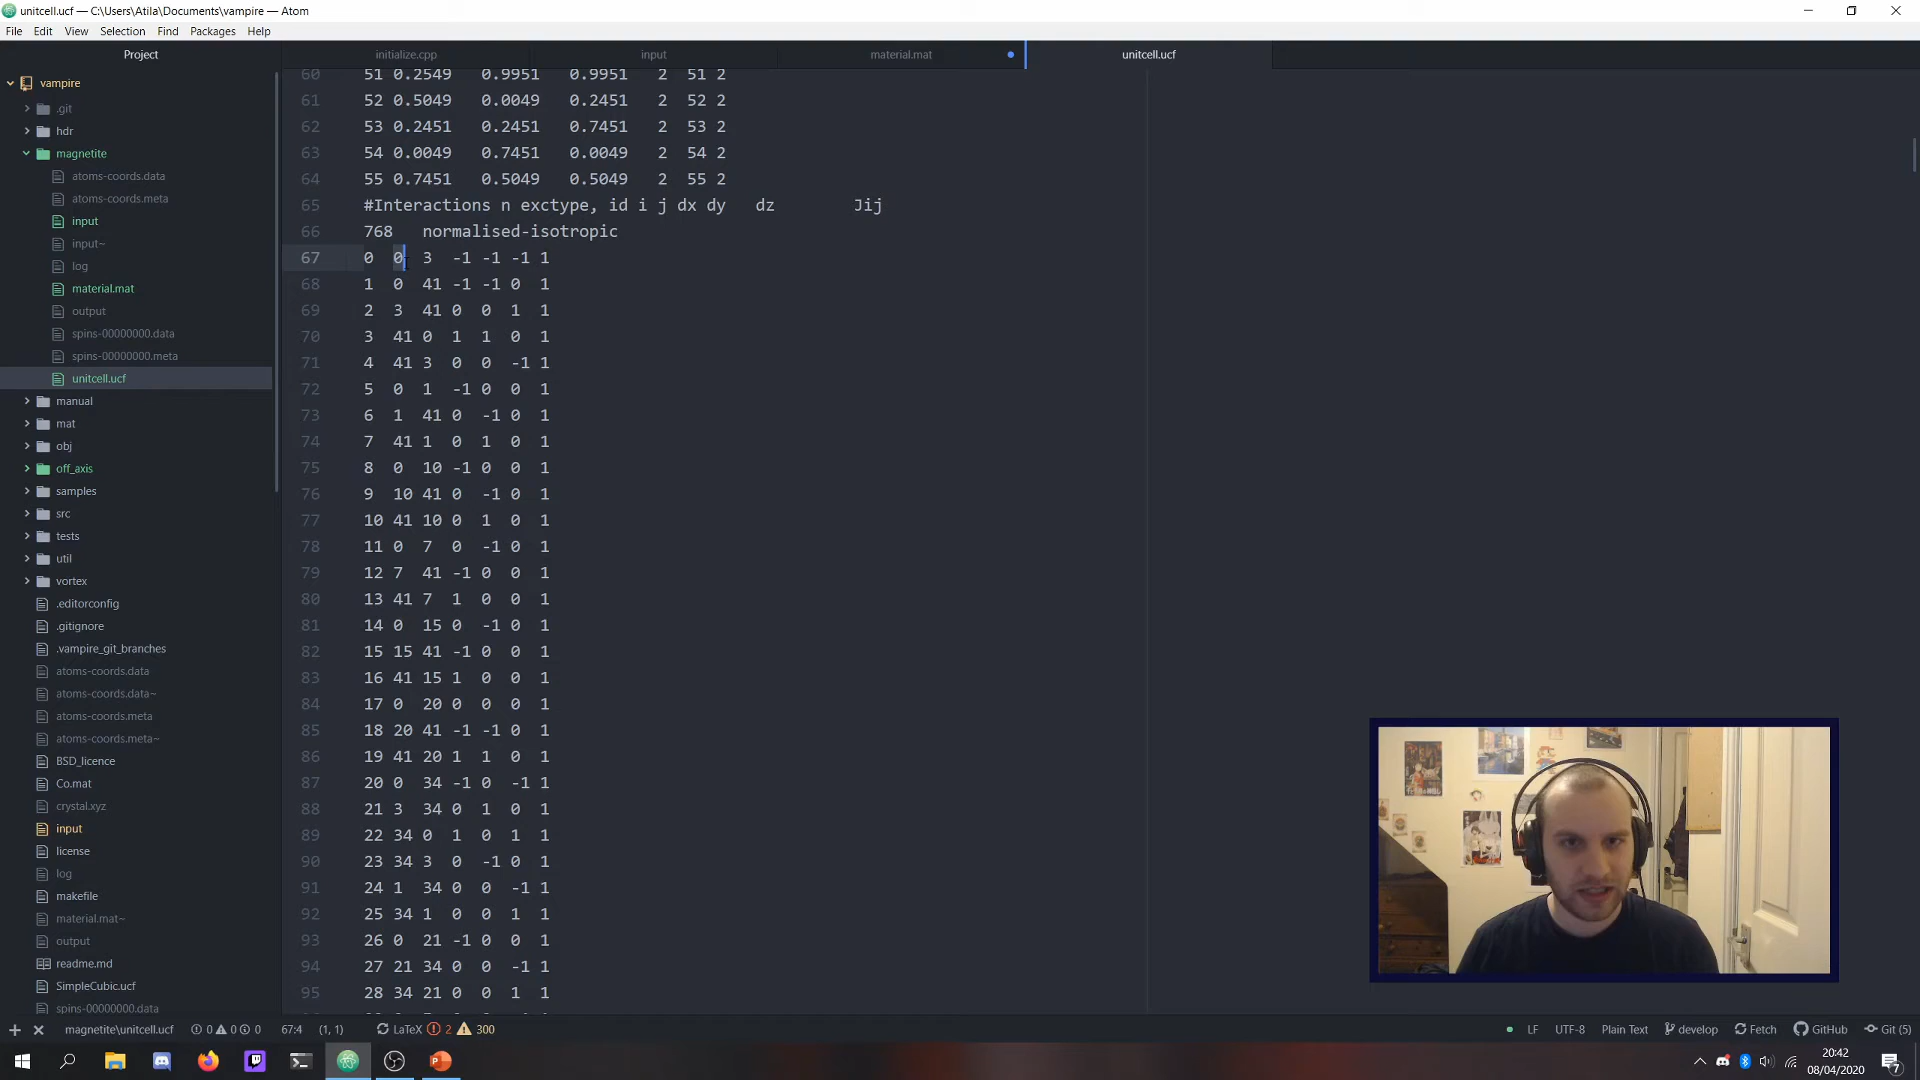 unitcell.ucf — C:\Users\Atila\Documents\vampire — Atom
File Edit View Selection Find Packages Help
Project
vampire
.git
hdr
magnetite
atoms-coords.data
atoms-coords.meta
input
input~
log
material.mat
output
spins-00000000.data
spins-00000000.meta
unitcell.ucf
manual
mat
obj
off_axis
samples
src
tests
util
vortex
.editorconfig
.gitignore
.vampire_git_branches
atoms-coords.data
atoms-coords.data~
atoms-coords.meta
atoms-coords.meta~
BSD_licence
Co.mat
crystal.xyz
input
license
log
makefile
material.mat~
output
readme.md
SimpleCubic.ucf
spins-00000000.data
initialize.cpp input material.mat unitcell.ucf
60 51 0.2549 0.9951 0.9951 2 51 2
61 52 0.5049 0.0049 0.2451 2 52 2
62 53 0.2451 0.2451 0.7451 2 53 2
63 54 0.0049 0.7451 0.0049 2 54 2
64 55 0.7451 0.5049 0.5049 2 55 2
65 #Interactions n exctype, id i j dx dy dz Jij
66 768 normalised-isotropic
67 0 0 3 -1 -1 -1 1
68 1 0 41 -1 -1 0 1
69 2 3 41 0 0 1 1
70 3 41 0 1 1 0 1
71 4 41 3 0 0 -1 1
72 5 0 1 -1 0 0 1
73 6 1 41 0 -1 0 1
74 7 41 1 0 1 0 1
75 8 0 10 -1 0 0 1
76 9 10 41 0 -1 0 1
77 10 41 10 0 1 0 1
78 11 0 7 0 -1 0 1
79 12 7 41 -1 0 0 1
80 13 41 7 1 0 0 1
81 14 0 15 0 -1 0 1
82 15 15 41 -1 0 0 1
83 16 41 15 1 0 0 1
84 17 0 20 0 0 0 1
85 18 20 41 -1 -1 0 1
86 19 41 20 1 1 0 1
87 20 0 34 -1 0 -1 1
88 21 3 34 0 1 0 1
89 22 34 0 1 0 1 1
90 23 34 3 0 -1 0 1
91 24 1 34 0 0 -1 1
92 25 34 1 0 0 1 1
93 26 0 21 -1 0 0 1
94 27 21 34 0 0 -1 1
95 28 34 21 0 0 1 1
magnetite\unitcell.ucf 0 0 0 67:4 (1, 1) LaTeX 2 300 LF UTF-8 Plain Text develop Fetch GitHub Git (5)
20:42
08/04/2020
7